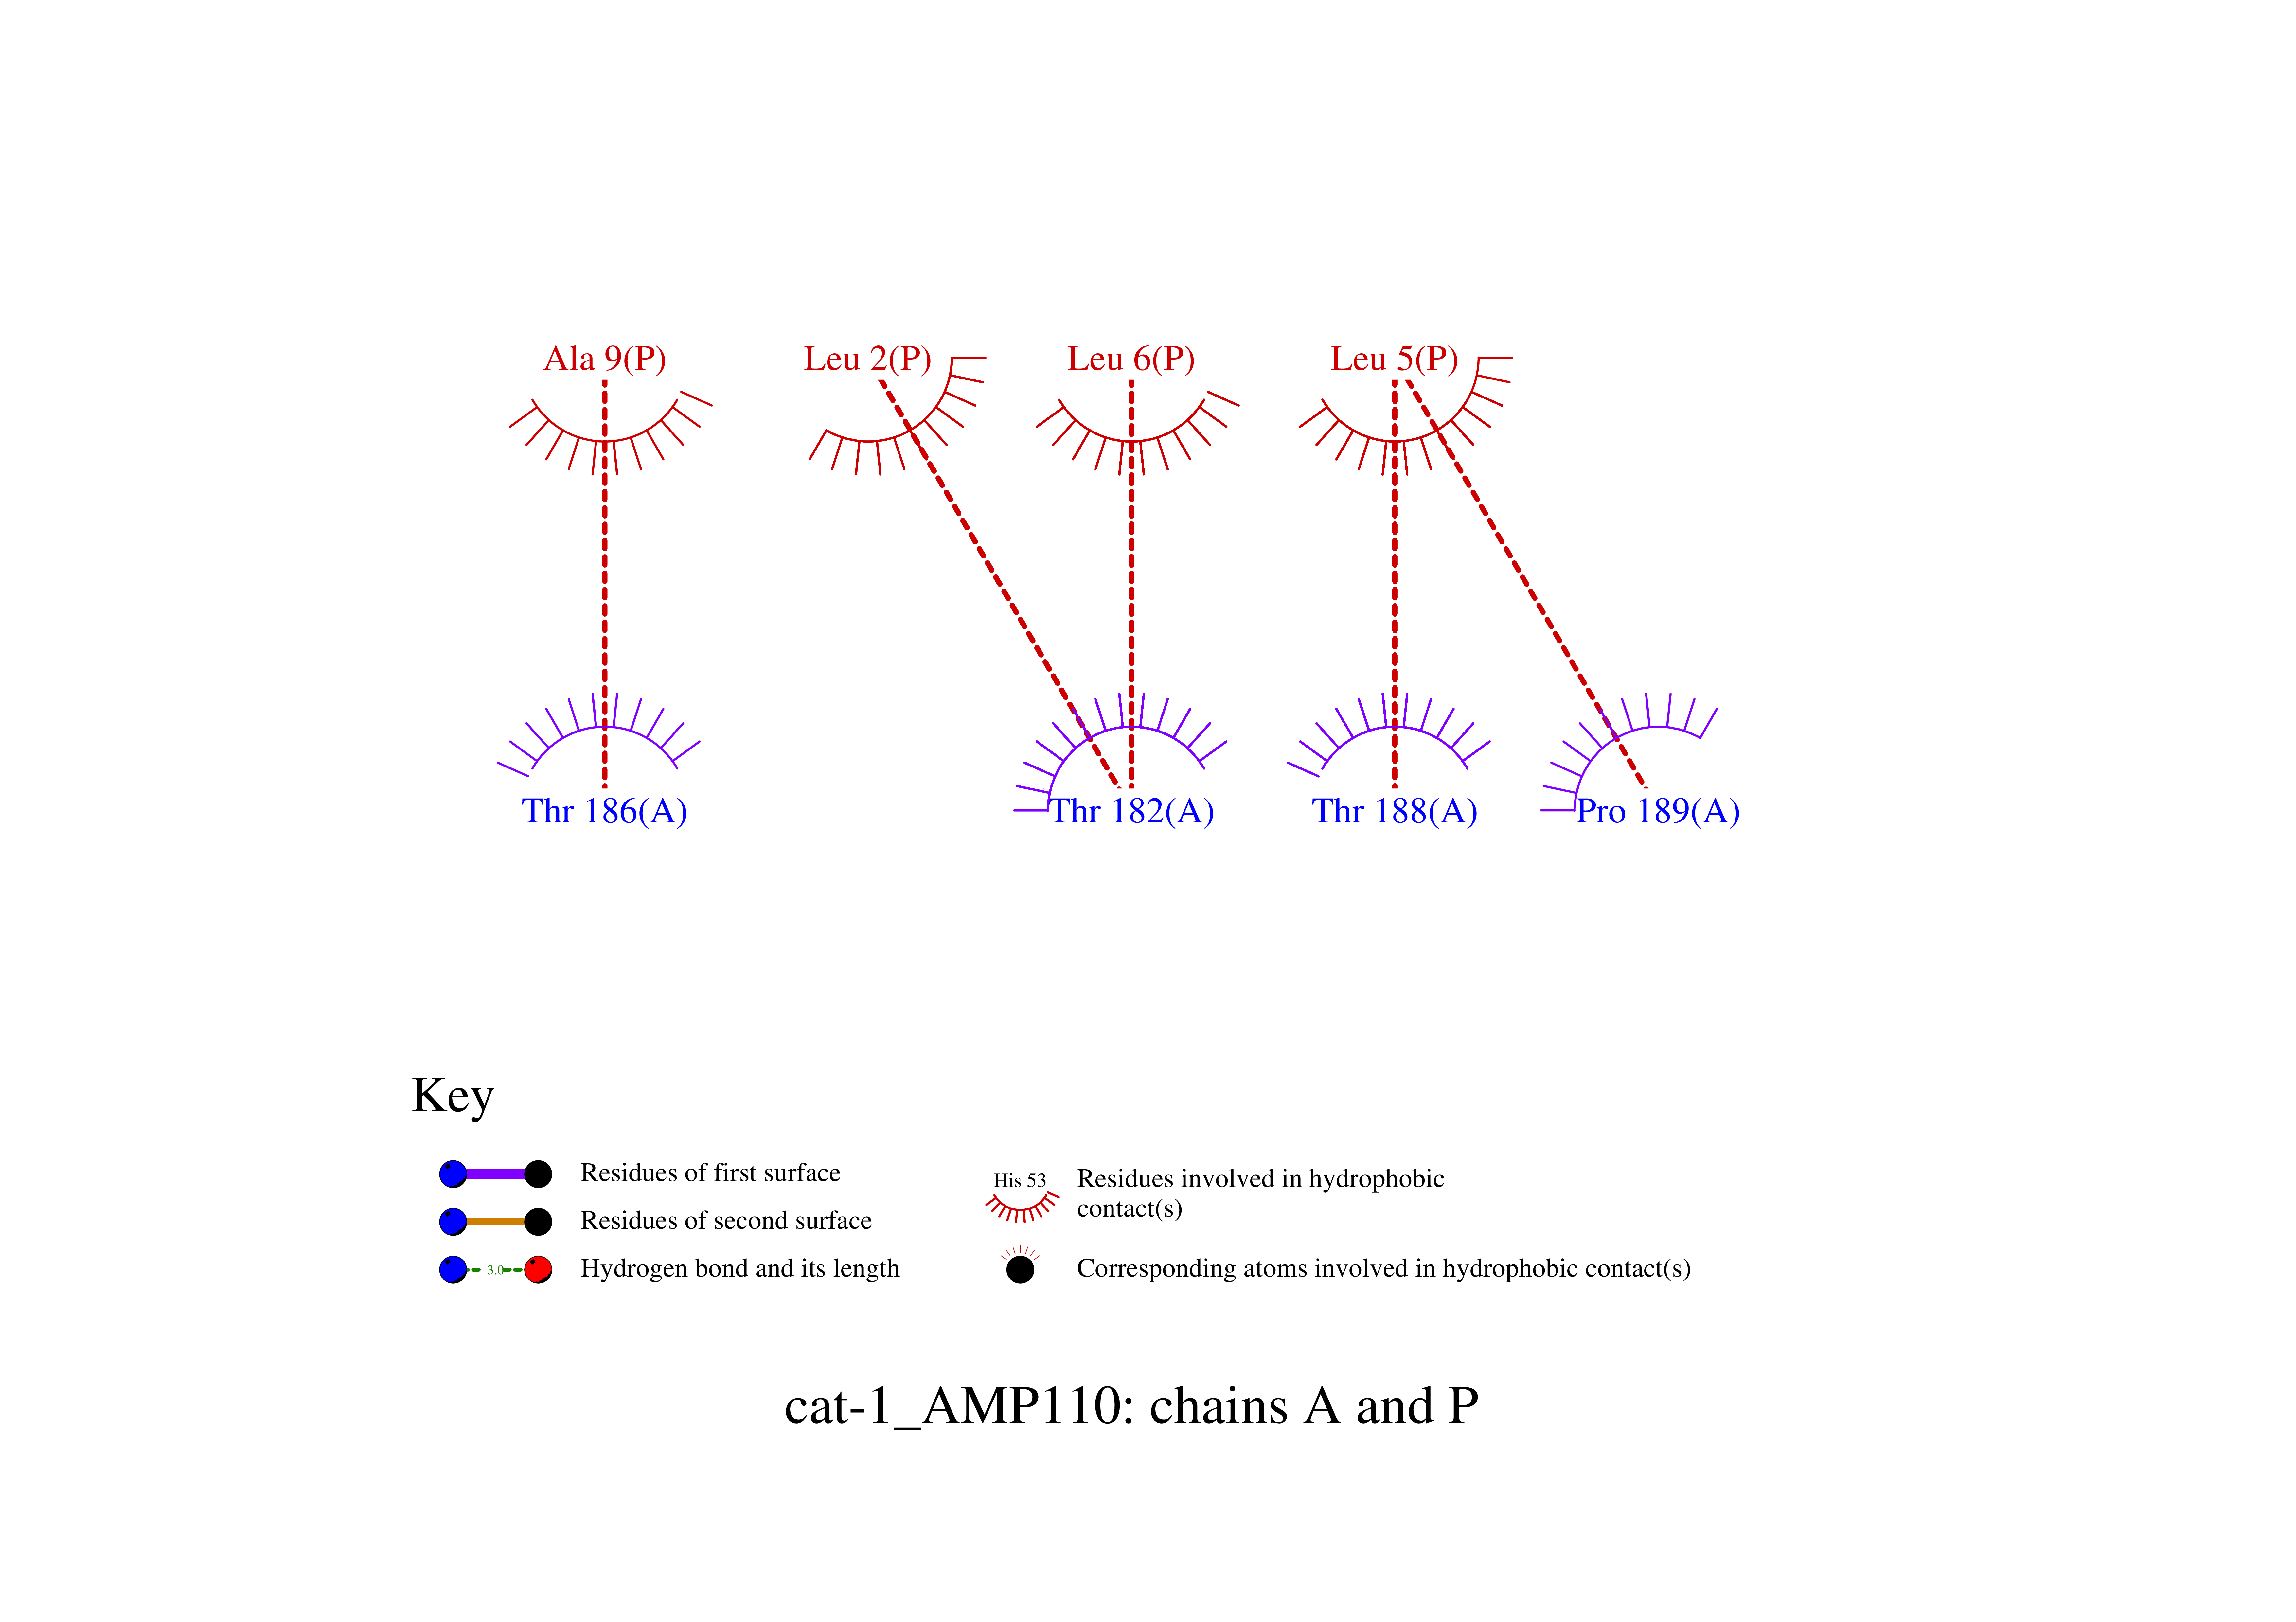 Ala 9(P) Leu 2(P) Leu 6(P) Leu 5(P)
Thr 186(A) Thr 182(A) Thr 188(A) Pro 189(A)
Key
Residues of first surface
Residues of second surface
3.0 Hydrogen bond and its length
His 53 Residues involved in hydrophobic
contact(s)
Corresponding atoms involved in hydrophobic contact(s)
cat-1_AMP110: chains A and P